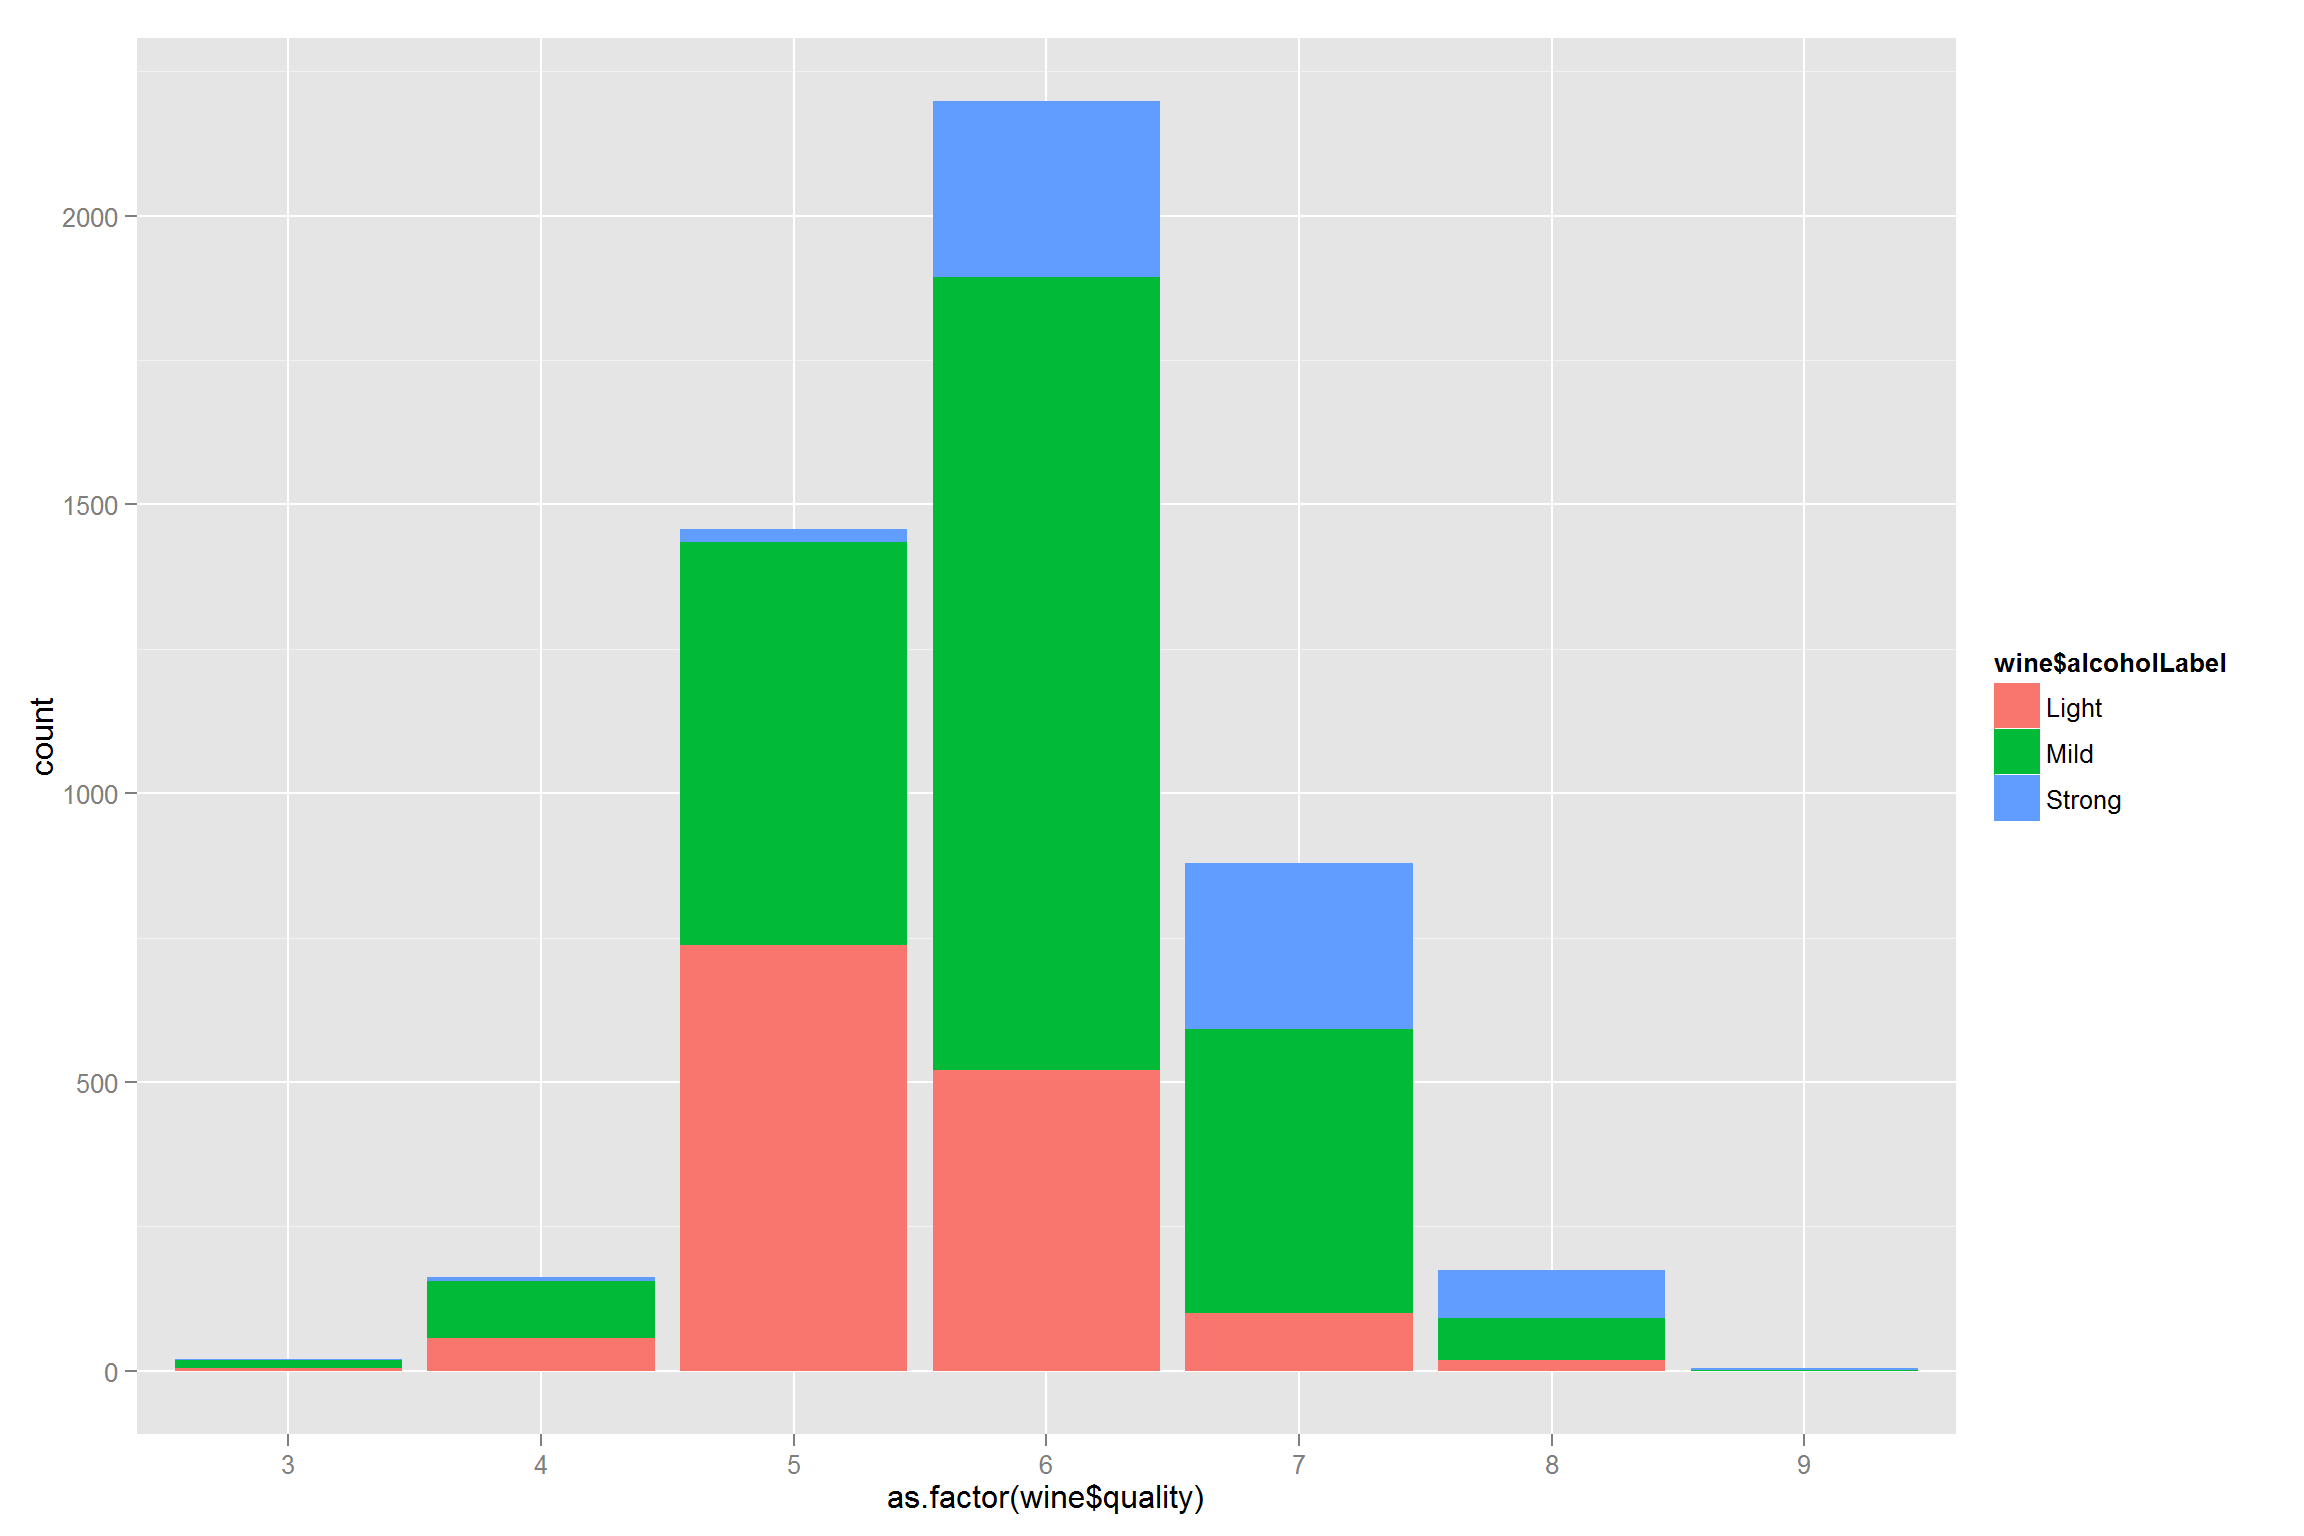 count
2000
1500
1000
500
0
3 4 5 6 7 8 9
as.factor(wine$quality)
wine$alcoholLabel
Light
Mild
Strong